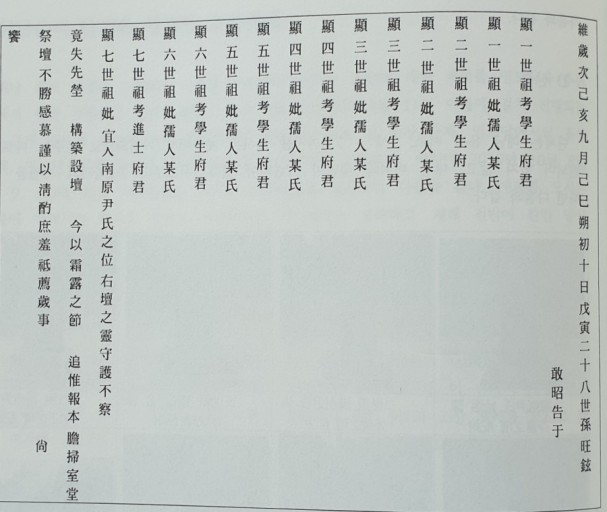 維歲次己亥九月己巳朔初十日戊寅二十八世孫旺鉉
敢昭告于
顯一世祖考學生府君
顯一世祖妣孺人某氏
顯二世祖考學生府君
顯二世祖妣孺人某氏
顯三世祖考學生府君
顯三世祖妣孺人某氏
顯四世祖考學生府君
顯四世祖妣孺人某氏
顯五世祖考學生府君
顯五世祖妣孺人某氏
顯六世祖考學生府君
顯六世祖妣孺人某氏
顯七世祖考進士府君
顯七世祖妣宜人南原尹氏之位右壇之靈守護不察
竟失先塋 構築設壇 今以霜露之節 追惟報本 膽掃室堂
祭壇不勝感慕謹以淸酌庶羞祗薦歲事 尙
饗